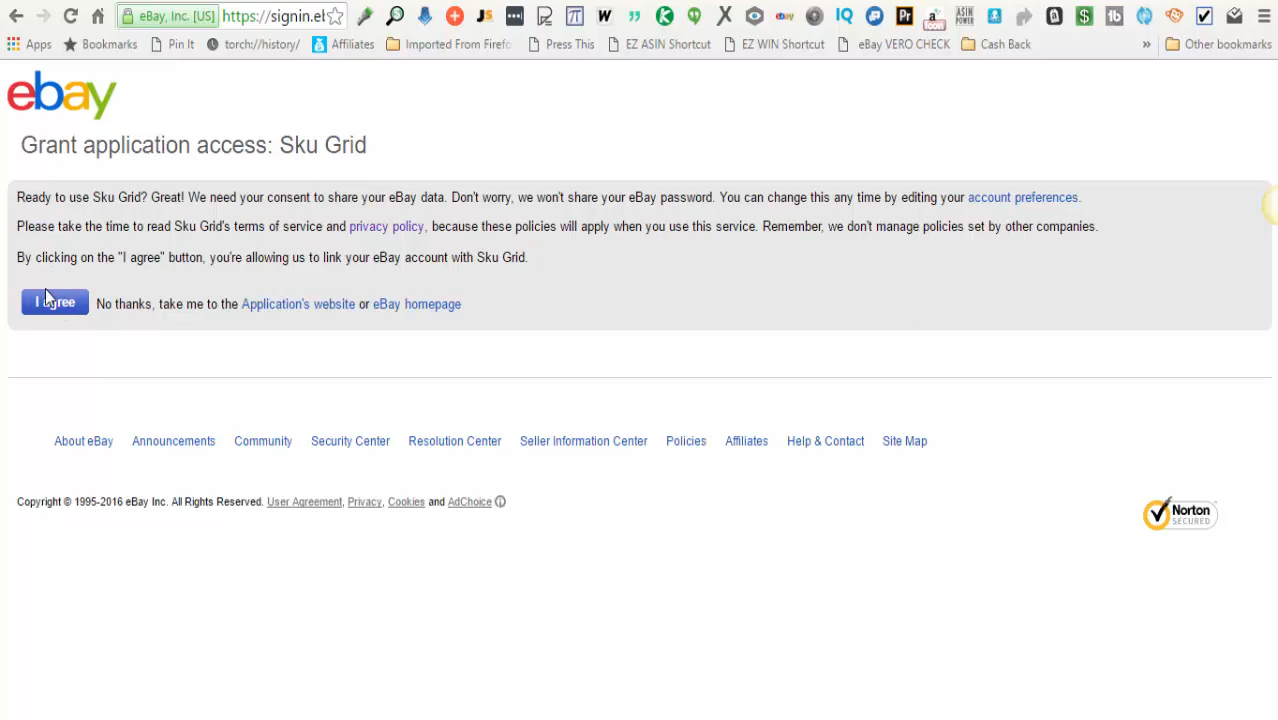 eBay, Inc. [US] https://signin.el
Apps Bookmarks Pin It torch://history/ Affiliates Imported From Firefo Press This EZ ASIN Shortcut EZ WIN Shortcut eBay VERO CHECK Cash Back » Other bookmarks
ebay
Grant application access: Sku Grid
Ready to use Sku Grid? Great! We need your consent to share your eBay data. Don't worry, we won't share your eBay password. You can change this any time by editing your account preferences.
Please take the time to read Sku Grid's terms of service and privacy policy, because these policies will apply when you use this service. Remember, we don't manage policies set by other companies.
By clicking on the "I agree" button, you're allowing us to link your eBay account with Sku Grid.
I agree No thanks, take me to the Application's website or eBay homepage
About eBay Announcements Community Security Center Resolution Center Seller Information Center Policies Affiliates Help & Contact Site Map
Copyright © 1995-2016 eBay Inc. All Rights Reserved. User Agreement, Privacy, Cookies and AdChoice
Norton
SECURED